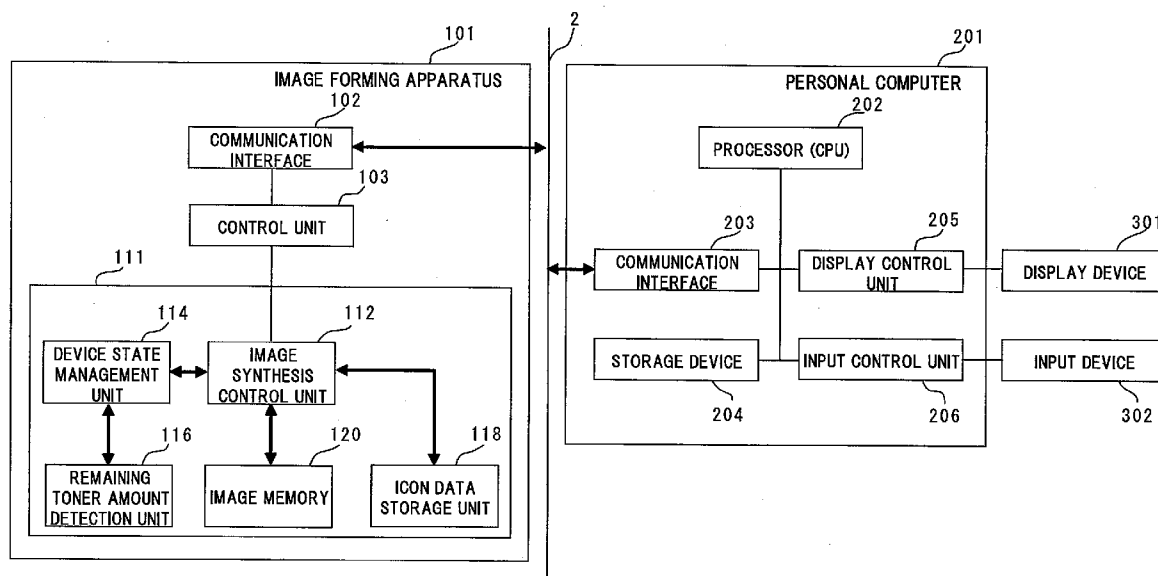 101
IMAGE FORMING APPARATUS
102
COMMUNICATION
INTERFACE
103
CONTROL UNIT
111
114
DEVICE STATE
MANAGEMENT
UNIT
112
IMAGE
SYNTHESIS
CONTROL UNIT
116
REMAINING
TONER AMOUNT
DETECTION UNIT
120
IMAGE MEMORY
118
ICON DATA
STORAGE UNIT
2
201
PERSONAL COMPUTER
202
PROCESSOR (CPU)
203
COMMUNICATION
INTERFACE
205
DISPLAY CONTROL
UNIT
301
DISPLAY DEVICE
STORAGE DEVICE
204
INPUT CONTROL UNIT
206
INPUT DEVICE
302